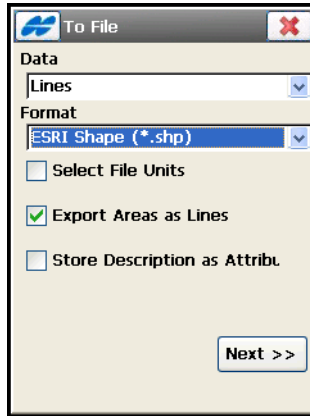 To File
Data
Lines
Format
ESRI Shape (*.shp)
Select File Units
Export Areas as Lines
Store Description as Attribu
Next >>